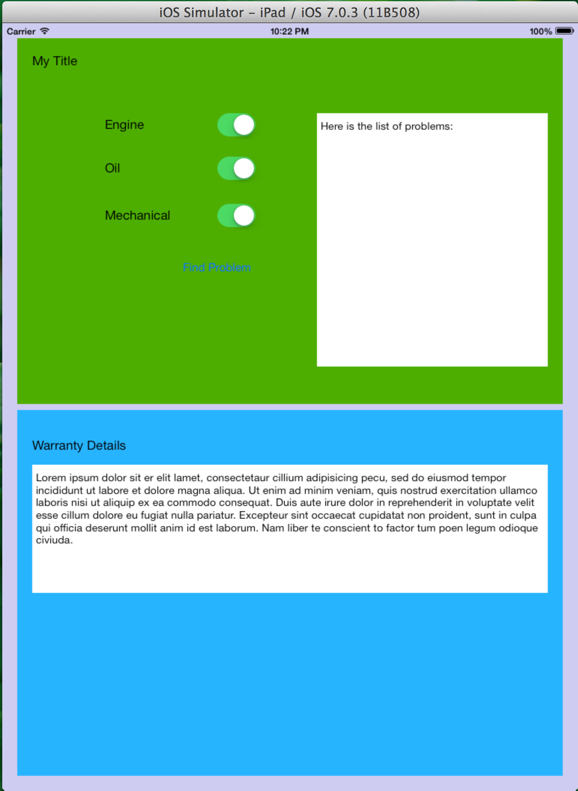 iOS Simulator – iPad / iOS 7.0.3 (11B508)
Carrier 10:22 PM 100%
My Title
Engine
Here is the list of problems:
Oil
Mechanical
Find Problem
Warranty Details
Lorem ipsum dolor sit er elit lamet, consectetaur cillium adipisicing pecu, sed do eiusmod tempor
incididunt ut labore et dolore magna aliqua. Ut enim ad minim veniam, quis nostrud exercitation ullamco
laboris nisi ut aliquip ex ea commodo consequat. Duis aute irure dolor in reprehenderit in voluptate velit
esse cillum dolore eu fugiat nulla pariatur. Excepteur sint occaecat cupidatat non proident, sunt in culpa
qui officia deserunt mollit anim id est laborum. Nam liber te conscient to factor tum poen legum odioque
civiuda.